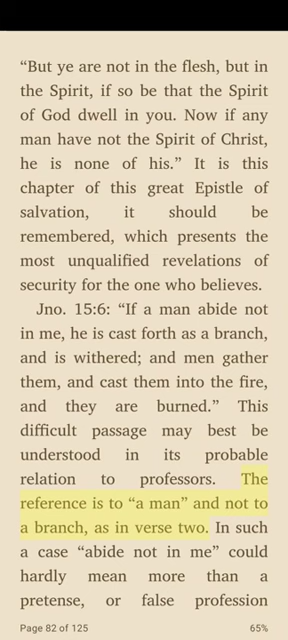 “But ye are not in the flesh, but in
the Spirit, if so be that the Spirit
of God dwell in you. Now if any
man have not the Spirit of Christ,
he is none of his.” It is this
chapter of this great Epistle of
salvation, it should be
remembered, which presents the
most unqualified revelations of
security for the one who believes.
Jno. 15:6: “If a man abide not
in me, he is cast forth as a branch,
and is withered; and men gather
them, and cast them into the fire,
and they are burned.” This
difficult passage may best be
understood in its probable
relation to professors. The
reference is to “a man” and not to
a branch, as in verse two. In such
a case “abide not in me” could
hardly mean more than a
pretense, or false profession
Page 82 of 125 65%